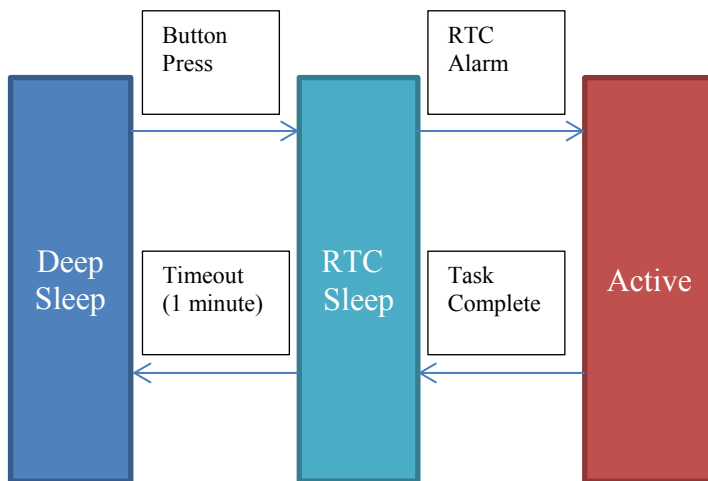 Button
Press
RTC
Alarm
Deep
Sleep
Timeout
(1 minute)
RTC
Sleep
Task
Complete
Active